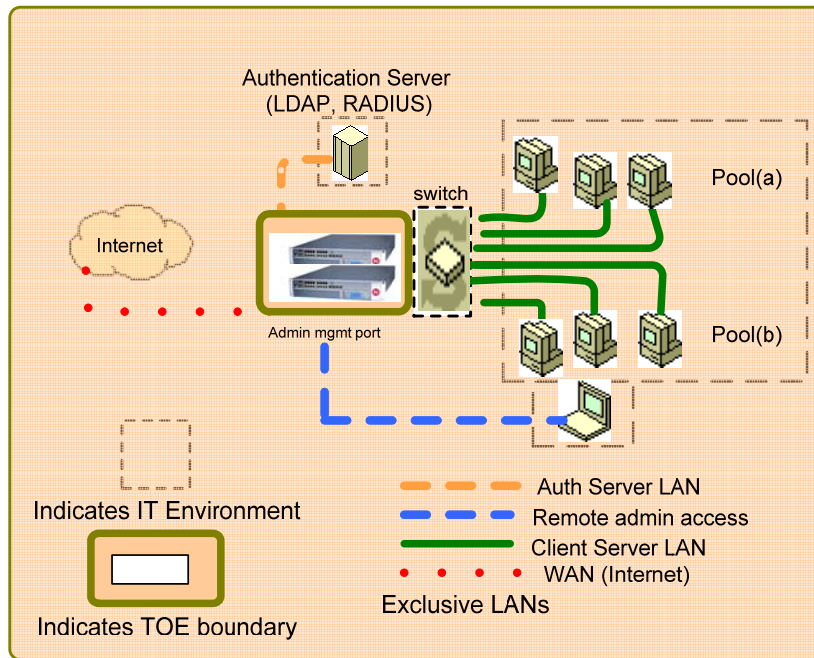 Authentication Server
(LDAP, RADIUS)
switch
Pool(a)
Internet
Admin mgmt port
Pool(b)
Indicates IT Environment
Indicates TOE boundary
Auth Server LAN
Remote admin access
Client Server LAN
WAN (Internet)
Exclusive LANs